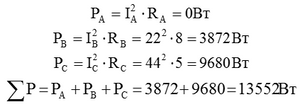 P_A = I_A^2 · R_A = 0Вт
P_B = I_B^2 · R_B = 22^2 · 8 = 3872Вт
P_C = I_C^2 · R_C = 44^2 · 5 = 9680Вт
∑P = P_A + P_B + P_C = 3872+9680 = 13552Вт